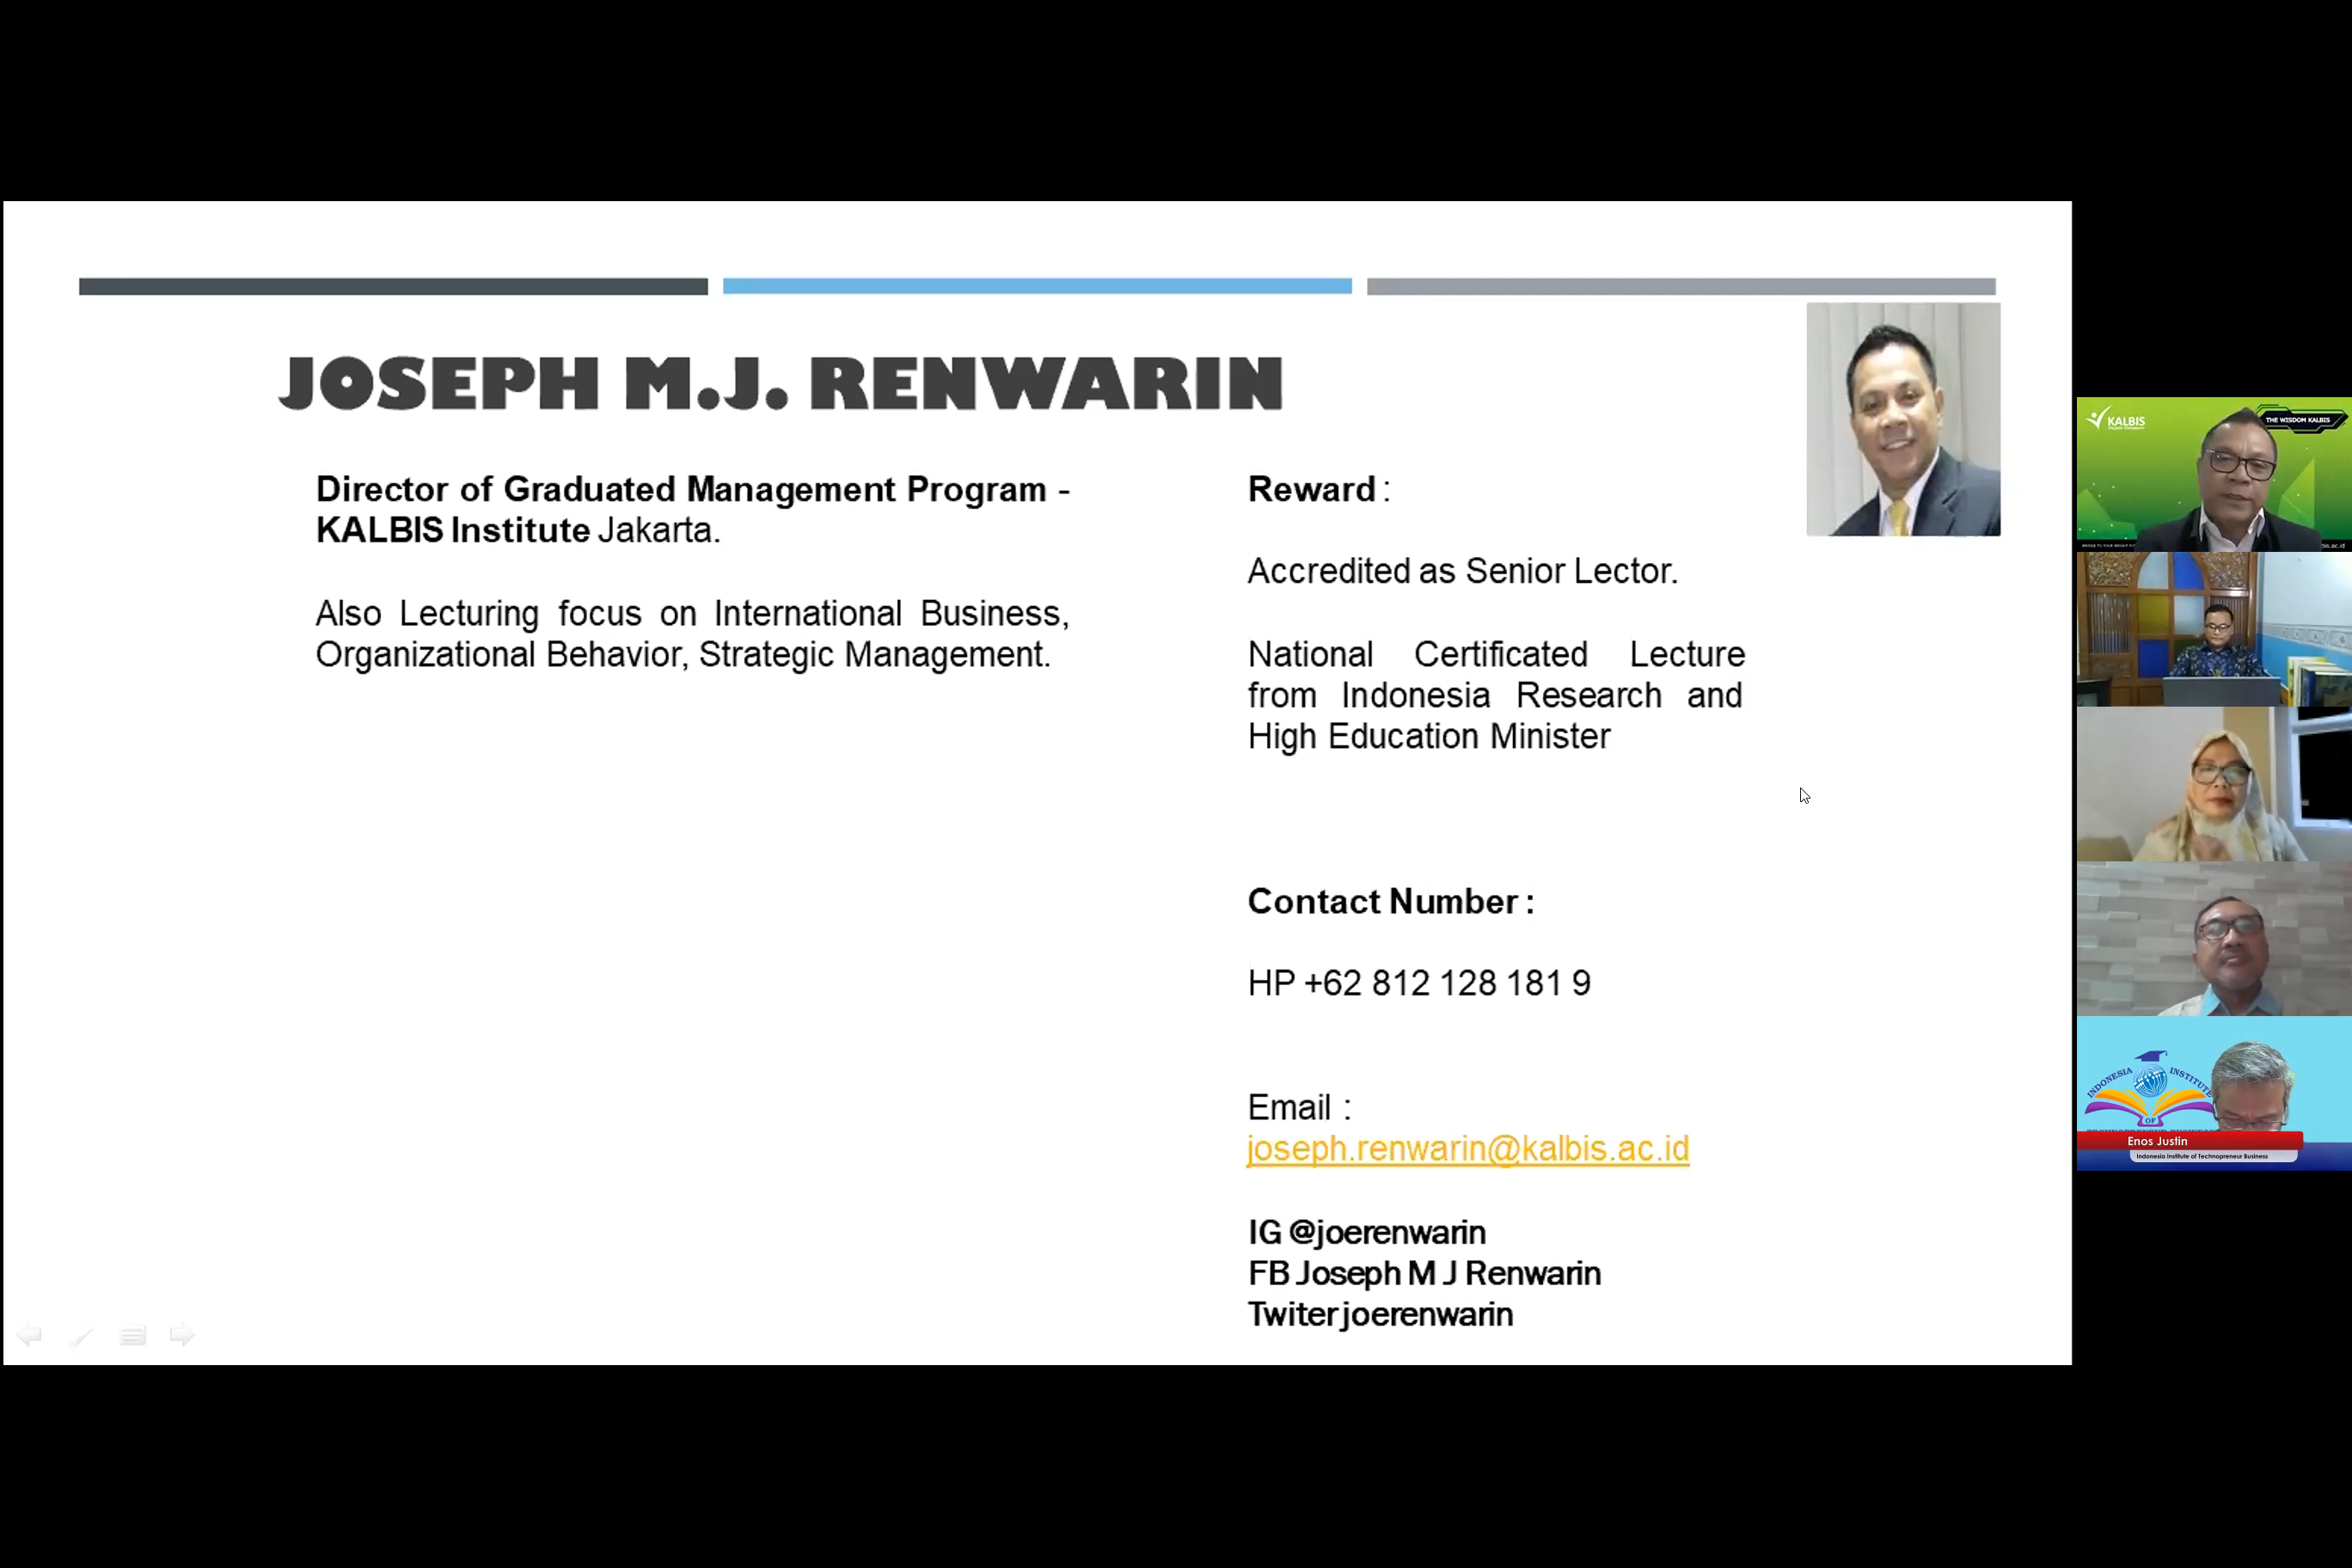 JOSEPH M.J. RENWARIN
Director of Graduated Management Program -
KALBIS Institute Jakarta.
Also Lecturing focus on International Business,
Organizational Behavior, Strategic Management.
Reward :
Accredited as Senior Lector.
National Certificated Lecture
from Indonesia Research and
High Education Minister
Contact Number :
HP +62 812 128 181 9
Email :
joseph.renwarin@kalbis.ac.id
IG @joerenwarin
FB Joseph M J Renwarin
Twiter joerenwarin
KALBIS
THE WISDOM KALBIS
INDONESIA INSTITUTE
OF
Enos Justin
Indonesia Institute of Technopreneur Business